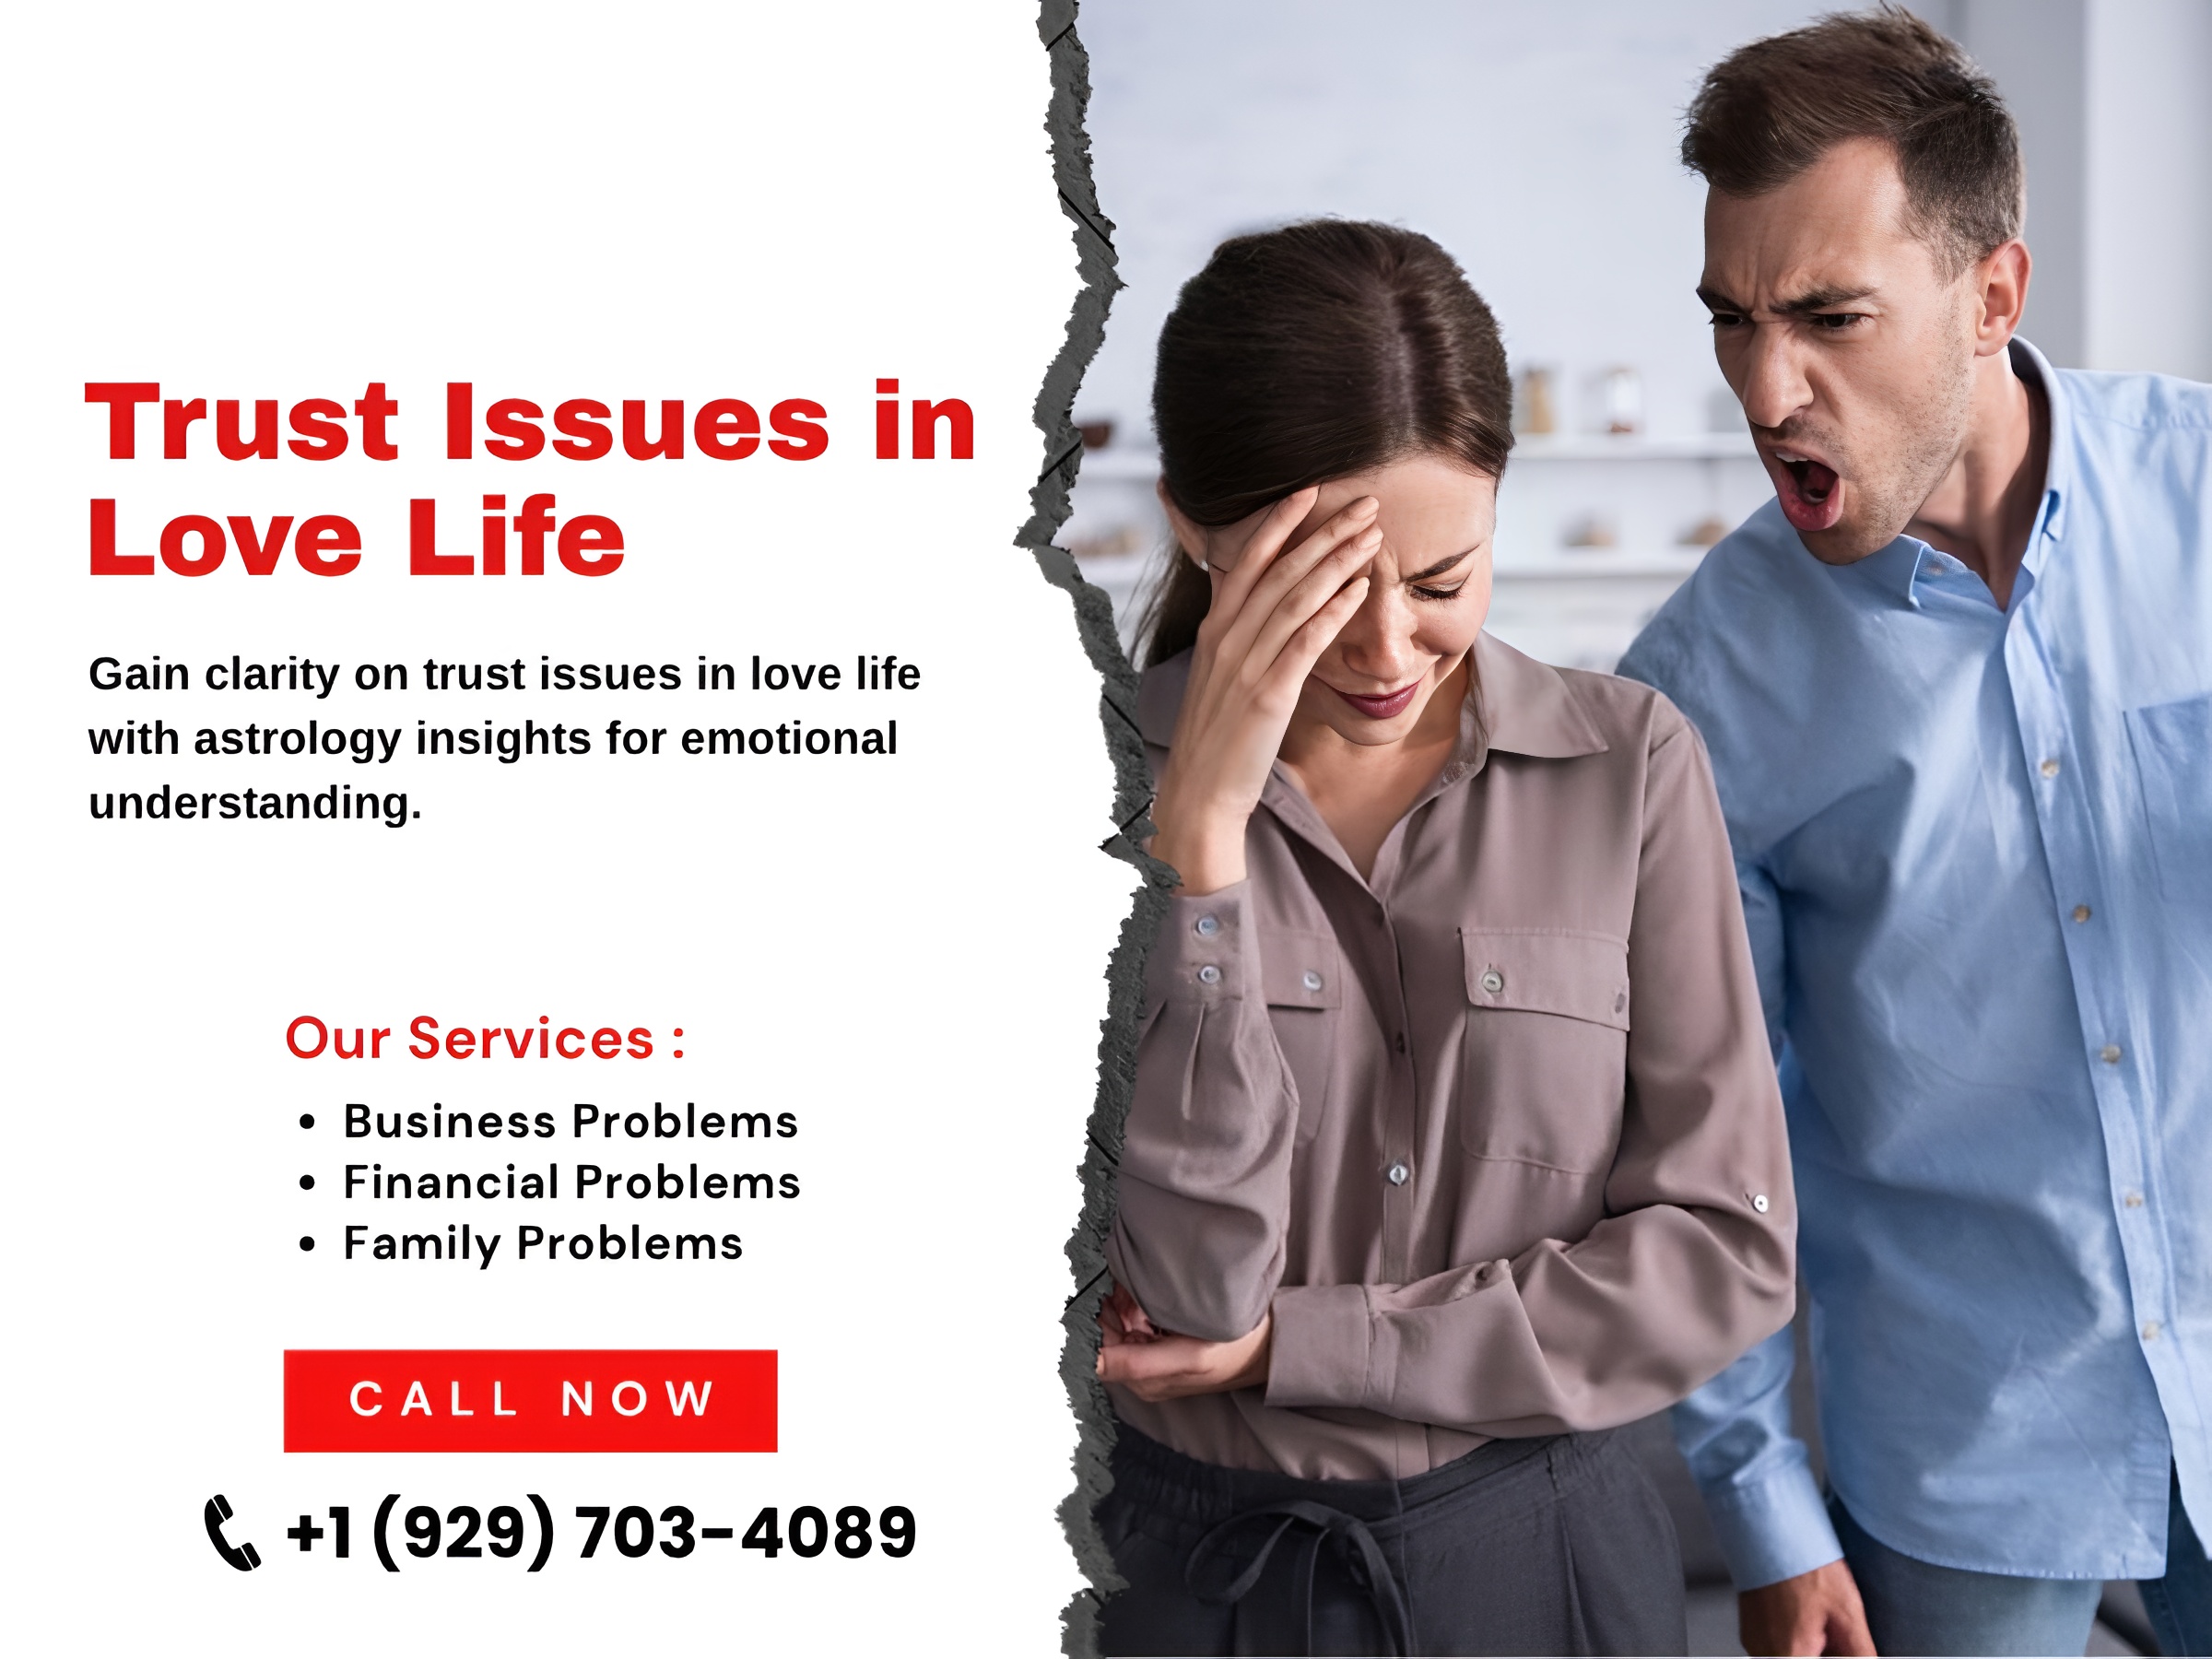 Trust Issues in
Love Life
Gain clarity on trust issues in love life
with astrology insights for emotional
understanding.
Our Services :
• Business Problems
• Financial Problems
• Family Problems
CALL NOW
+1 (929) 703-4089